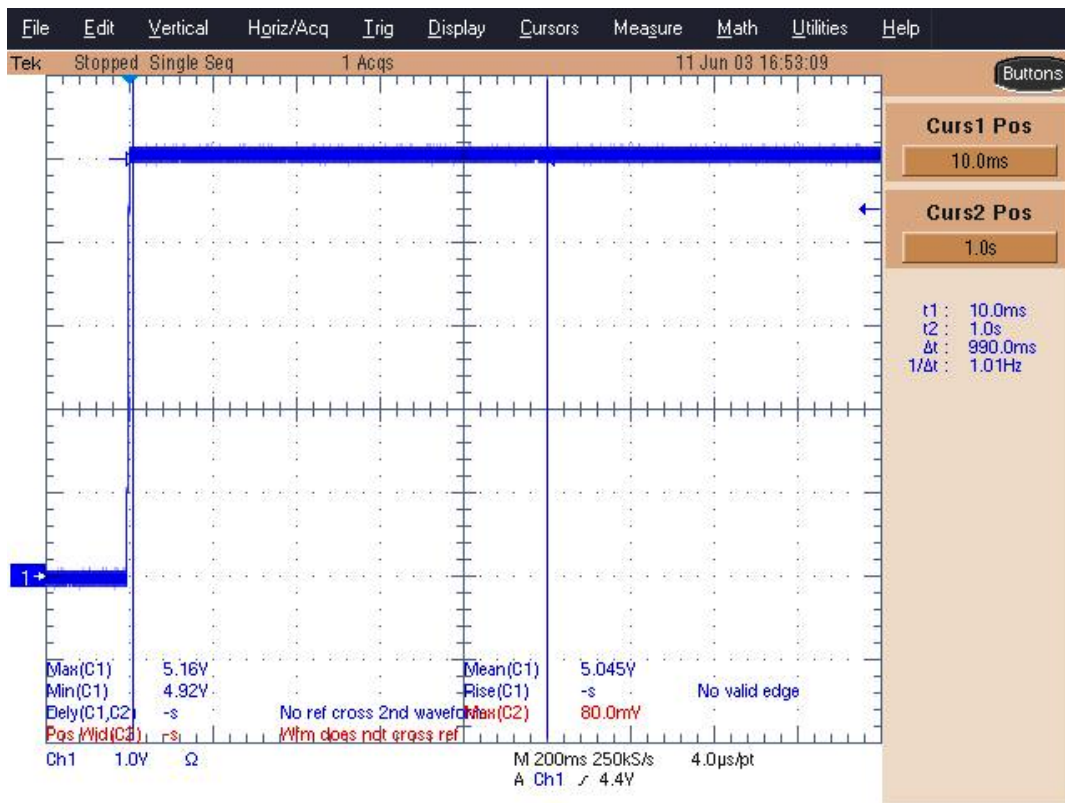 File Edit Vertical Horiz/Acq Trig Display Cursors Measure Math Utilities Help
Tek Stopped Single Seq 1 Acqs 11 Jun 03 16:53:09
Buttons
Curs1 Pos
10.0ms
Curs2 Pos
1.0s
t1 : 10.0ms
t2 : 1.0s
Δt : 990.0ms
1/Δt : 1.01Hz
1
Max(C1) 5.16V Mean(C1) 5.045V
Min(C1) 4.92V Rise(C1) -s No valid edge
Dely(C1,C2) -s No ref cross 2nd waveform Max(C2) 80.0mV
Pos Wid(C2) -s Wfm does not cross ref
Ch1 1.0V Ω M 200ms 250kS/s 4.0µs/pt
A Ch1 4.4V